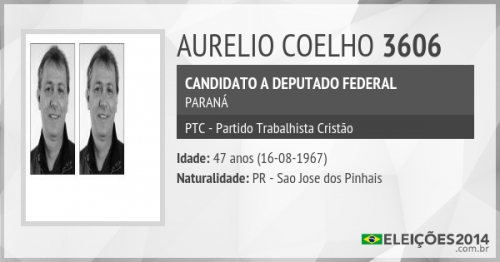 AURELIO COELHO 3606
CANDIDATO A DEPUTADO FEDERAL
PARANÁ
PTC - Partido Trabalhista Cristão
Idade: 47 anos (16-08-1967)
Naturalidade: PR - Sao Jose dos Pinhais
ELEIÇÕES2014
.com.br